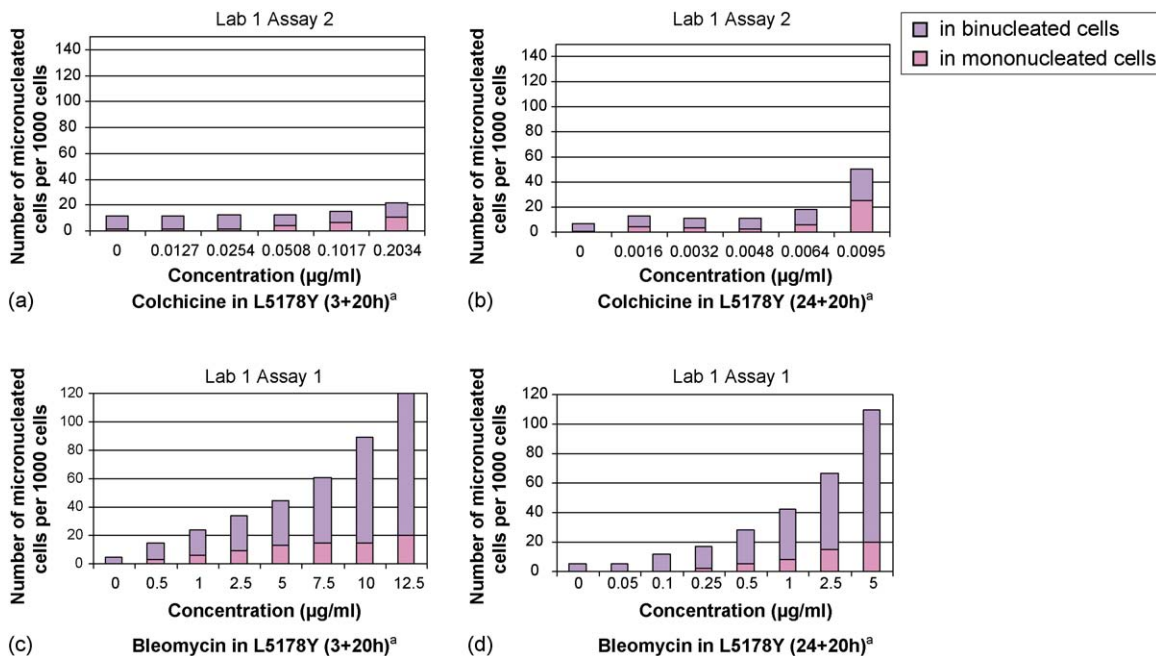 Lab 1 Assay 2
Number of micronucleated
cells per 1000 cells
140
120
100
80
60
40
20
0
0 0.0127 0.0254 0.0508 0.1017 0.2034
Concentration (µg/ml)
(a) Colchicine in L5178Y (3+20h)ª
Lab 1 Assay 2
Number of micronucleated
cells per 1000 cells
140
120
100
80
60
40
20
0
0 0.0016 0.0032 0.0048 0.0064 0.0095
Concentration (µg/ml)
(b) Colchicine in L5178Y (24+20h)ª
in binucleated cells
in mononucleated cells
Lab 1 Assay 1
Number of micronucleated
cells per 1000 cells
120
100
80
60
40
20
0
0 0.5 1 2.5 5 7.5 10 12.5
Concentration (µg/ml)
(c) Bleomycin in L5178Y (3+20h)ª
Lab 1 Assay 1
Number of micronucleated
cells per 1000 cells
120
100
80
60
40
20
0
0 0.05 0.1 0.25 0.5 1 2.5 5
Concentration (µg/ml)
(d) Bleomycin in L5178Y (24+20h)ª